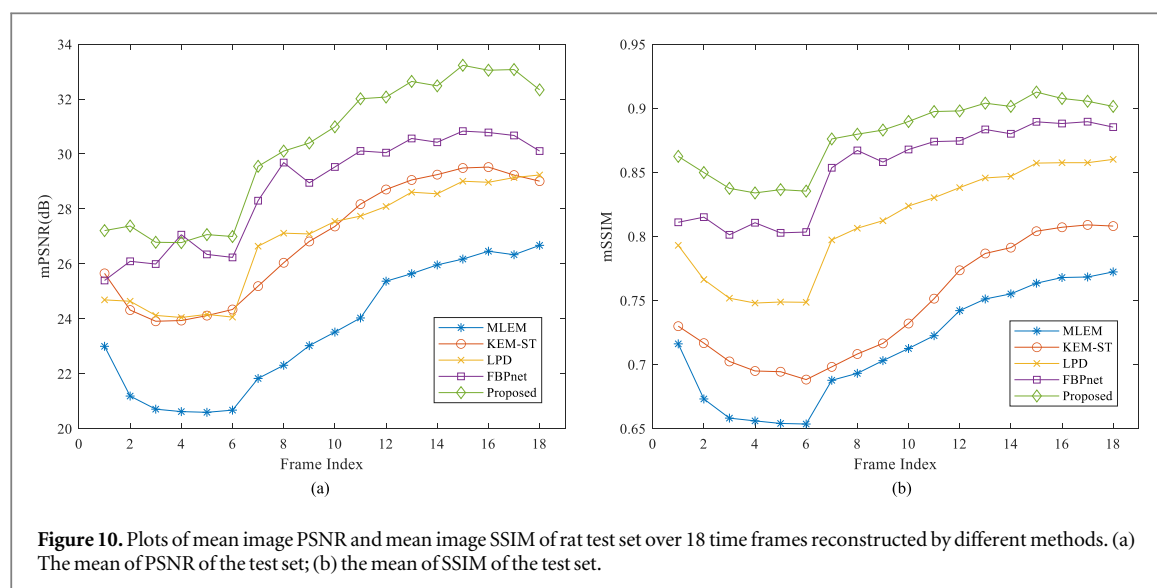 34
32
30
28
26
24
22
20
mPSNR(dB)
0 2 4 6 8 10 12 14 16 18
Frame Index
(a)
MLEM
KEM-ST
LPD
FBPnet
Proposed
0.95
0.9
0.85
0.8
0.75
0.7
0.65
mSSIM
0 2 4 6 8 10 12 14 16 18
Frame Index
(b)
MLEM
KEM-ST
LPD
FBPnet
Proposed
Figure 10. Plots of mean image PSNR and mean image SSIM of rat test set over 18 time frames reconstructed by different methods. (a)
The mean of PSNR of the test set; (b) the mean of SSIM of the test set.